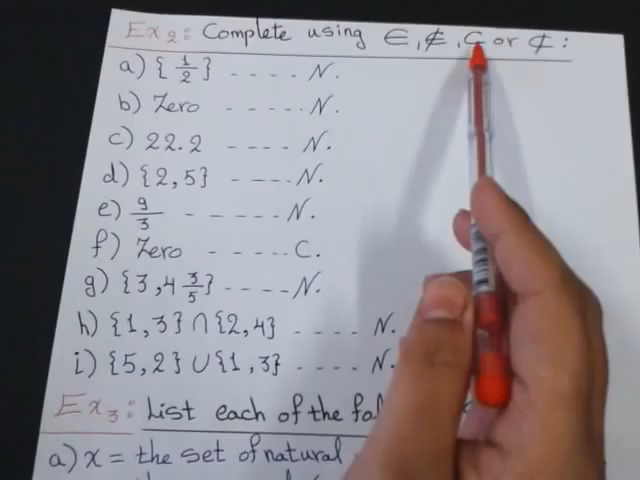 Ex2: Complete using ∈, ∉, ⊂ or ⊄ :
a) { 1/2 } - - - - N.
b) Zero - - - - - N.
c) 22.2 - - - - N.
d) {2,5} - - - - N.
e) 9/3 - - - - - - N.
f) Zero - - - - - C.
g) {3, 4 3/5} - - - - N.
h) {1,3} ∩ {2,4} - - - - N.
i) {5,2} ∪ {1,3} - - - - N.
Ex3: List each of the
a) x = the set of natural